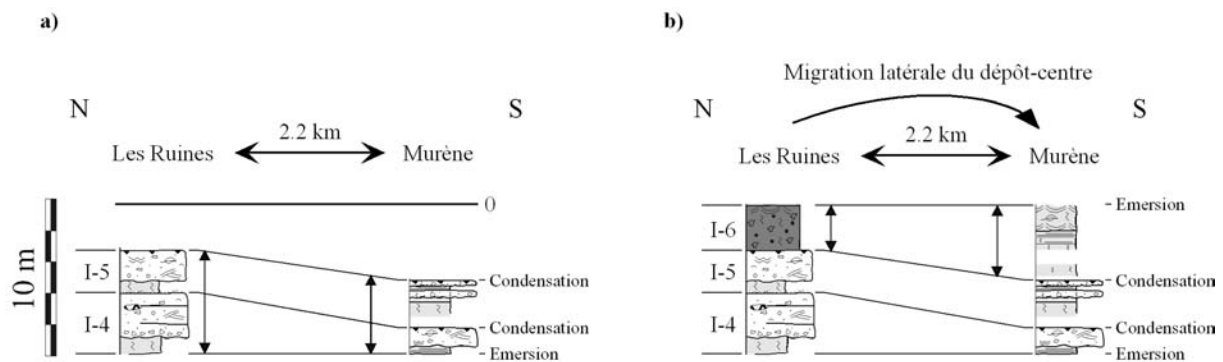 a)
N
S
2.2 km
Les Ruines
Murène
0
10 m
I-5
I-4
Condensation
Condensation
Emersion
b)
Migration latérale du dépôt-centre
N
S
2.2 km
Les Ruines
Murène
I-6
I-5
I-4
Emersion
Condensation
Condensation
Emersion